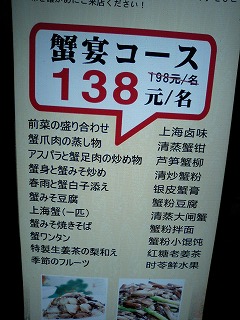 蟹宴コース
198元/名
138元/名
前菜の盛り合わせ
蟹爪肉の蒸し物
アスパラと蟹足肉の炒め物
蟹身と蟹みそ炒め
春雨と蟹白子添え
蟹みそ豆腐
上海蟹(一匹)
蟹みそ焼きそば
蟹ワンタン
特製生姜茶の梨和え
季節のフルーツ
上海卤味
清蒸蟹钳
芦笋蟹柳
清炒蟹粉
银皮蟹膏
蟹粉豆腐
清蒸大闸蟹
蟹粉拌面
蟹粉小馄饨
红糖老姜茶
时苓鲜水果